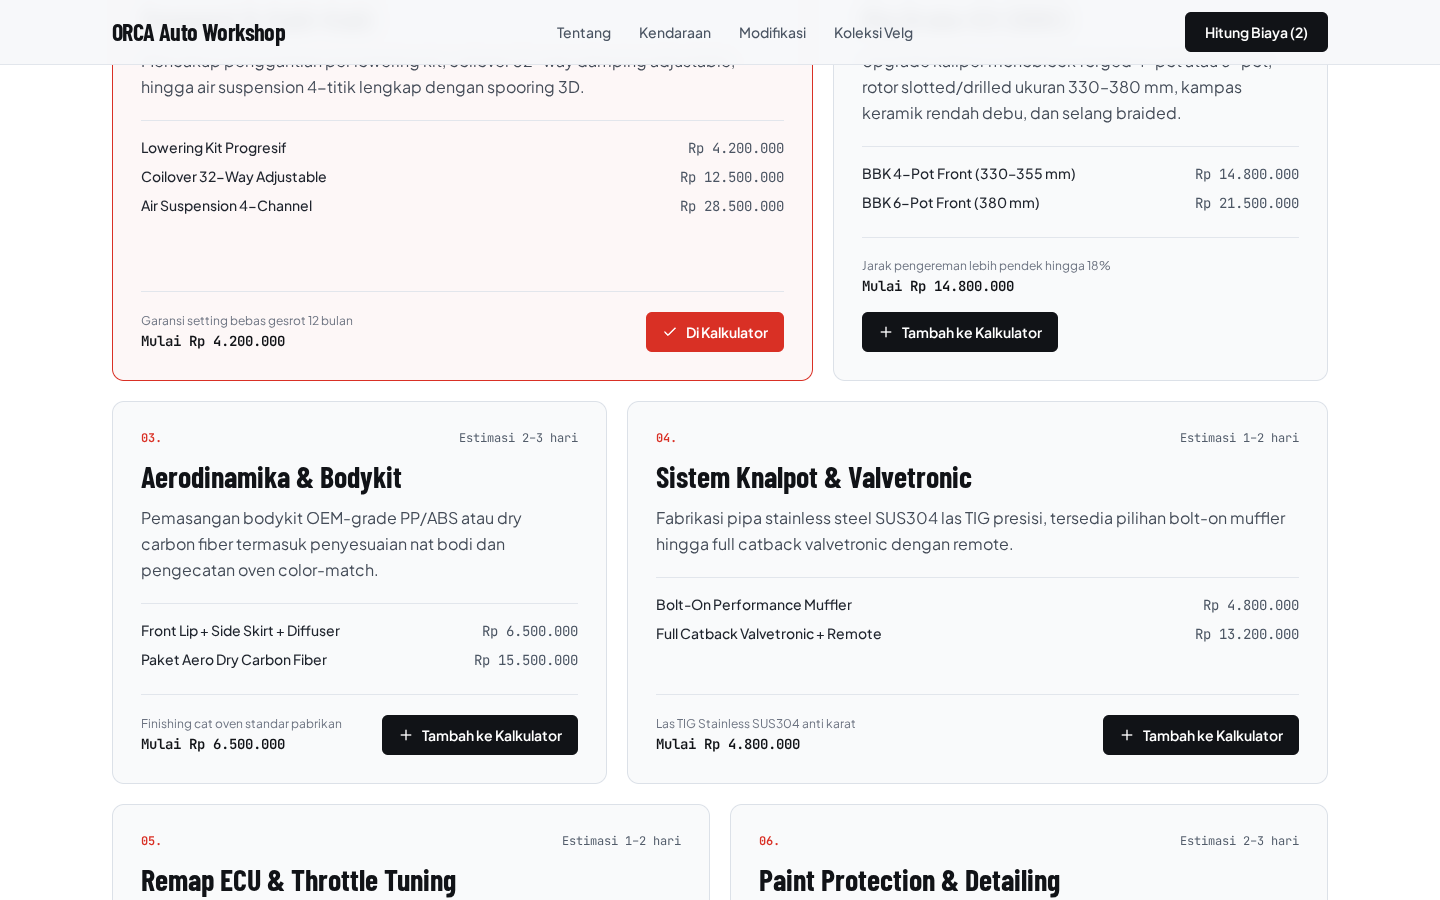 ORCA Auto Workshop
Tentang
Kendaraan
Modifikasi
Koleksi Velg
Hitung Biaya (2)
hingga air suspension 4-titik lengkap dengan spooring 3D.
Lowering Kit Progresif
Rp 4.200.000
Coilover 32-Way Adjustable
Rp 12.500.000
Air Suspension 4-Channel
Rp 28.500.000
Garansi setting bebas gesrot 12 bulan
Mulai Rp 4.200.000
Di Kalkulator
rotor slotted/drilled ukuran 330-380 mm, kampas
keramik rendah debu, dan selang braided.
BBK 4-Pot Front (330-355 mm)
Rp 14.800.000
BBK 6-Pot Front (380 mm)
Rp 21.500.000
Jarak pengereman lebih pendek hingga 18%
Mulai Rp 14.800.000
Tambah ke Kalkulator
03.
Estimasi 2-3 hari
Aerodinamika & Bodykit
Pemasangan bodykit OEM-grade PP/ABS atau dry
carbon fiber termasuk penyesuaian nat bodi dan
pengecatan oven color-match.
Front Lip + Side Skirt + Diffuser
Rp 6.500.000
Paket Aero Dry Carbon Fiber
Rp 15.500.000
Finishing cat oven standar pabrikan
Mulai Rp 6.500.000
Tambah ke Kalkulator
04.
Estimasi 1-2 hari
Sistem Knalpot & Valvetronic
Fabrikasi pipa stainless steel SUS304 las TIG presisi, tersedia pilihan bolt-on muffler
hingga full catback valvetronic dengan remote.
Bolt-On Performance Muffler
Rp 4.800.000
Full Catback Valvetronic + Remote
Rp 13.200.000
Las TIG Stainless SUS304 anti karat
Mulai Rp 4.800.000
Tambah ke Kalkulator
05.
Estimasi 1-2 hari
Remap ECU & Throttle Tuning
06.
Estimasi 2-3 hari
Paint Protection & Detailing